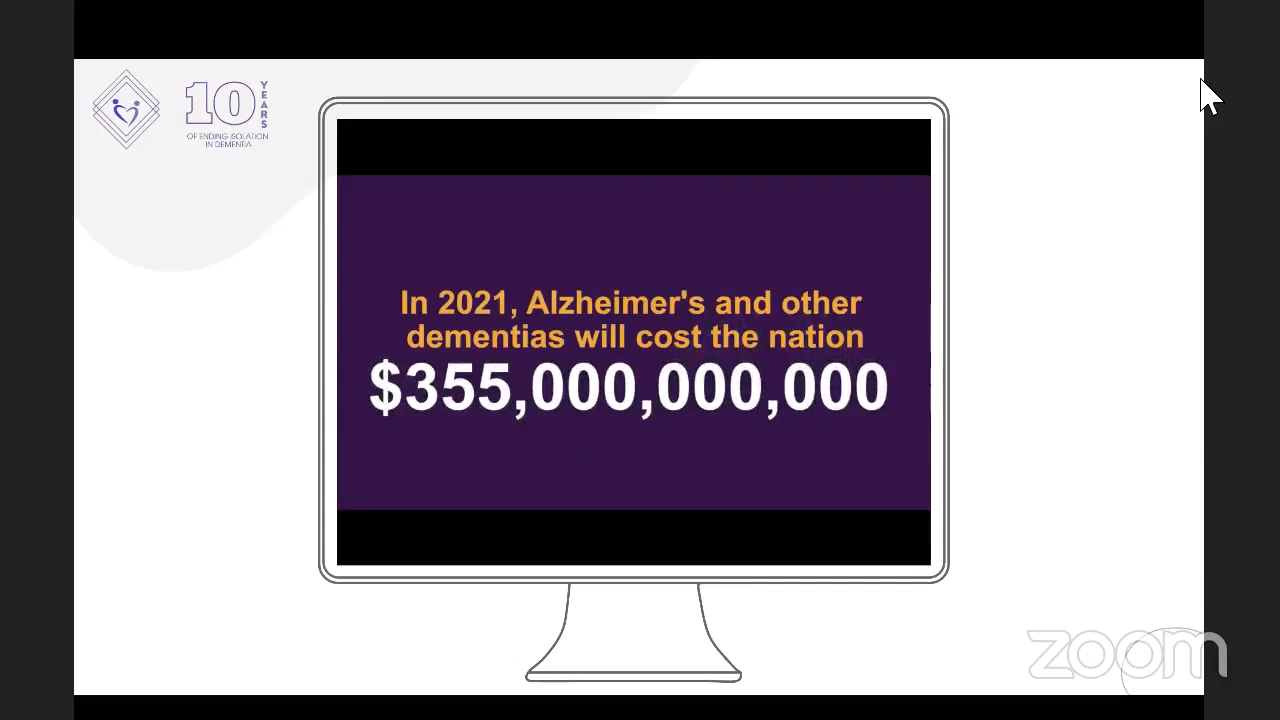 10
YEARS
OF ENDING ISOLATION
IN DEMENTIA
In 2021, Alzheimer's and other
dementias will cost the nation
$355,000,000,000
zoom